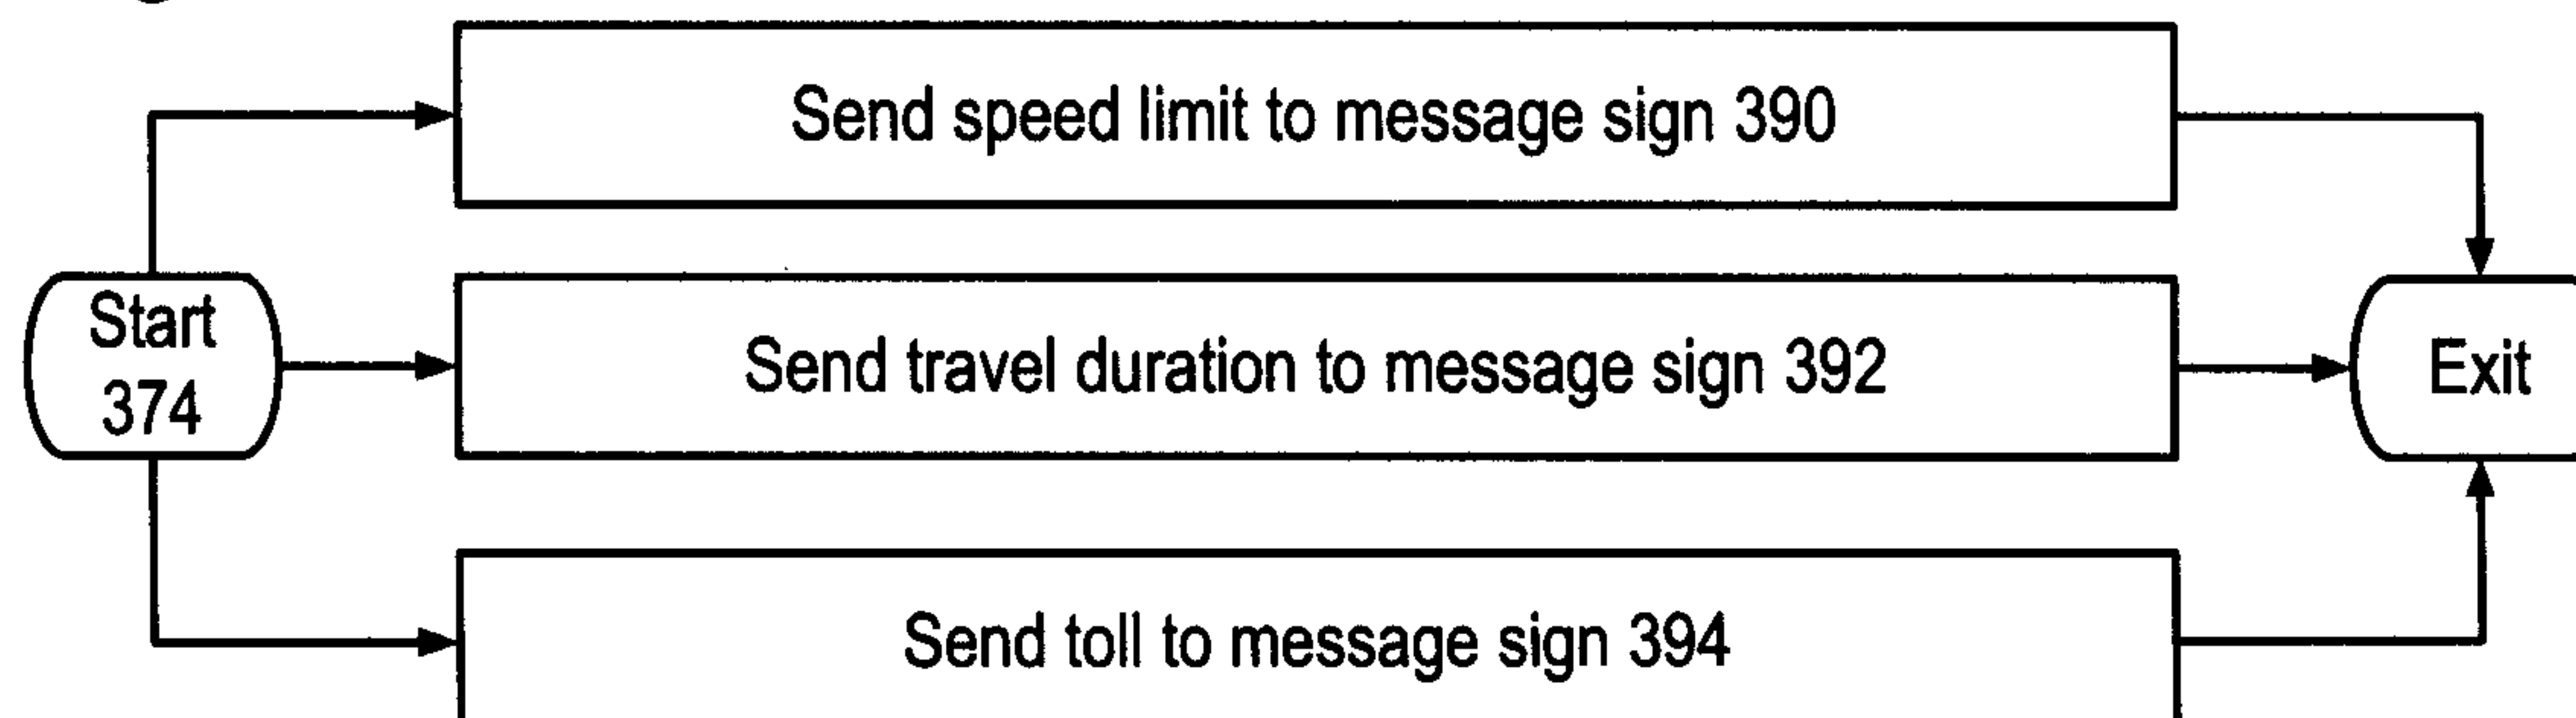 Send speed limit to message sign 390
Start
374
Send travel duration to message sign 392
Exit
Send toll to message sign 394